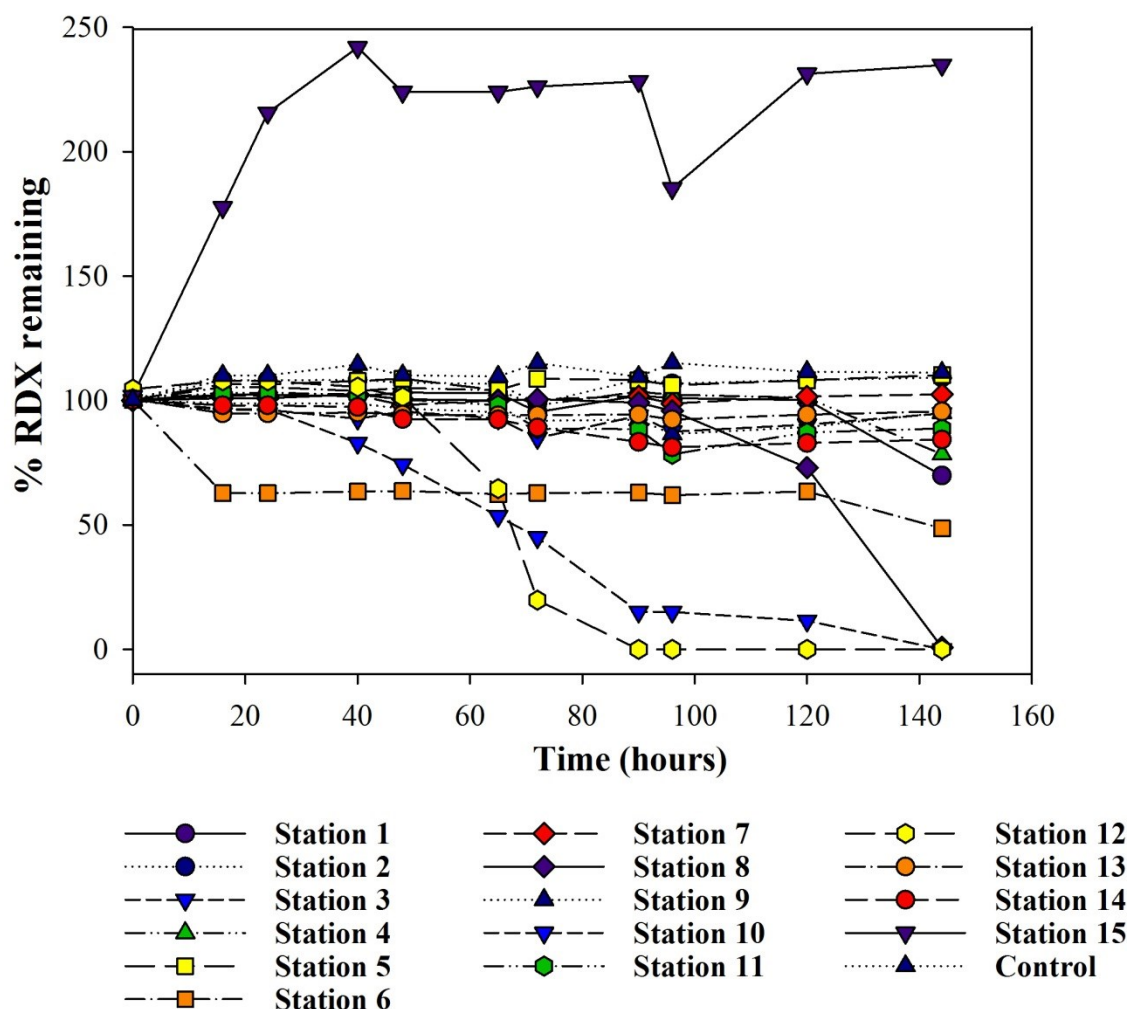 250
200
150
100
50
0
% RDX remaining
0 20 40 60 80 100 120 140 160
Time (hours)
Station 1 Station 7 Station 12
Station 2 Station 8 Station 13
Station 3 Station 9 Station 14
Station 4 Station 10 Station 15
Station 5 Station 11 Control
Station 6